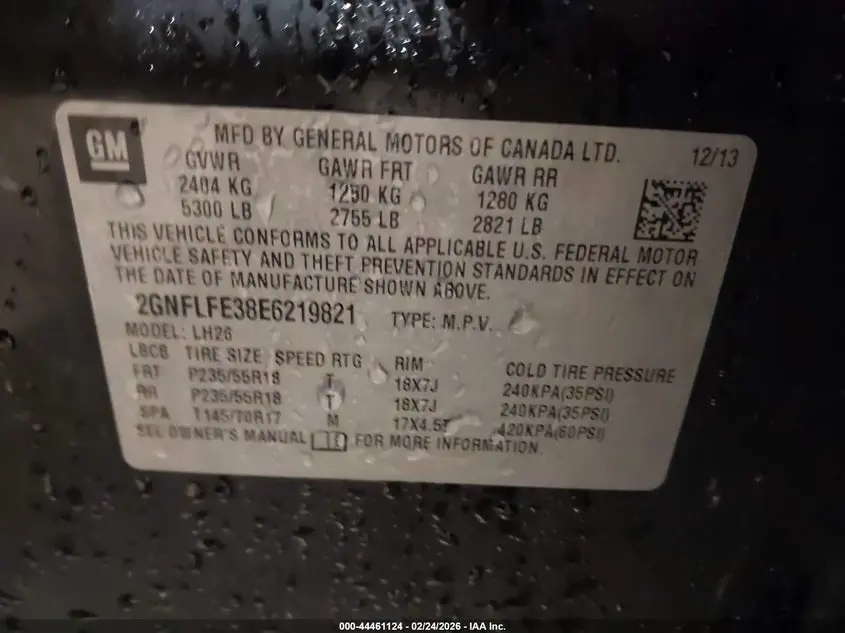 GM
MFD BY GENERAL MOTORS OF CANADA LTD. 12/13
GVWR GAWR FRT GAWR RR
2404 KG 1250 KG 1280 KG
5300 LB 2755 LB 2821 LB
THIS VEHICLE CONFORMS TO ALL APPLICABLE U.S. FEDERAL MOTOR
VEHICLE SAFETY AND THEFT PREVENTION STANDARDS IN EFFECT ON
THE DATE OF MANUFACTURE SHOWN ABOVE.
2GNFLFE38E6219821 TYPE: M.P.V.
MODEL: LH26
LBCB TIRE SIZE SPEED RTG RIM COLD TIRE PRESSURE
FRT P235/55R18 T 18X7J 240KPA(35PSI)
RR P235/55R18 T 18X7J 240KPA(35PSI)
SPA T145/70R17 M 17X4.5T 420KPA(60PSI)
SEE OWNER'S MANUAL FOR MORE INFORMATION.
000-44461124 - 02/24/2026 - IAA Inc.